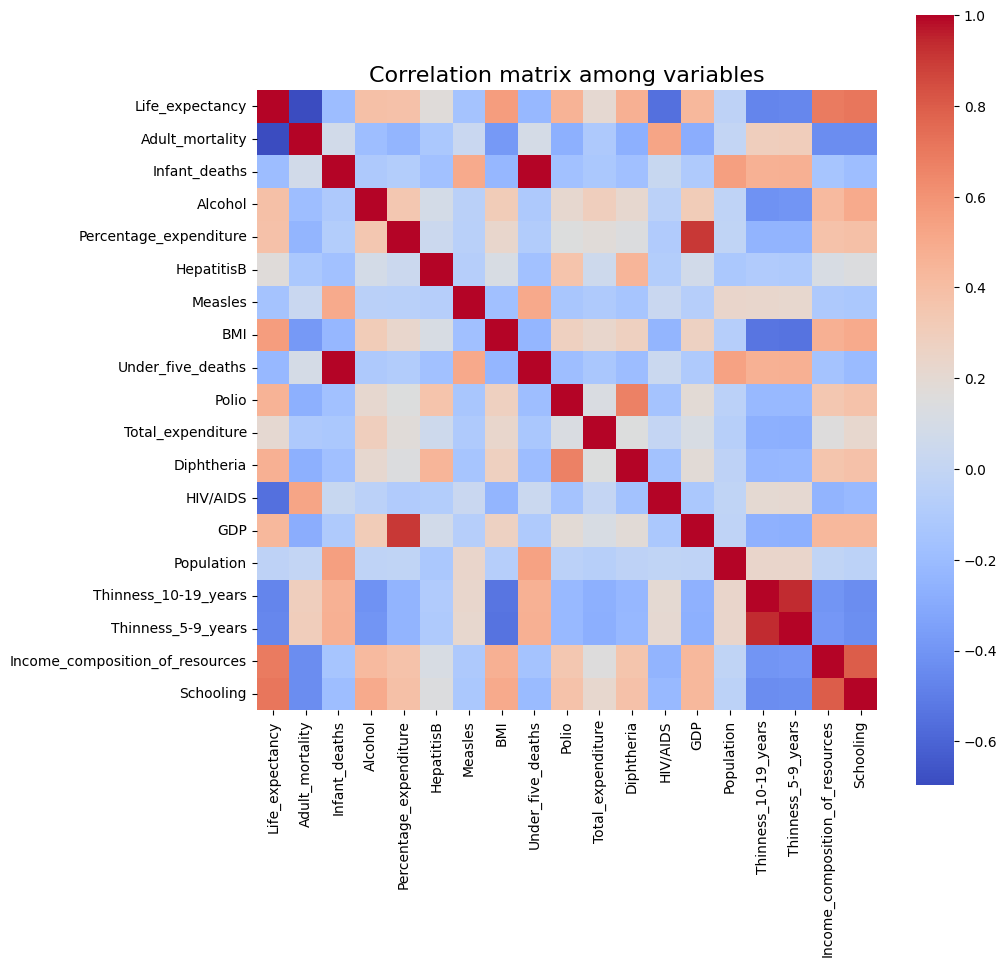 Correlation matrix among variables
Life_expectancy
Adult_mortality
Infant_deaths
Alcohol
Percentage_expenditure
HepatitisB
Measles
BMI
Under_five_deaths
Polio
Total_expenditure
Diphtheria
HIV/AIDS
GDP
Population
Thinness_10-19_years
Thinness_5-9_years
Income_composition_of_resources
Schooling
Life_expectancy
Adult_mortality
Infant_deaths
Alcohol
Percentage_expenditure
HepatitisB
Measles
BMI
Under_five_deaths
Polio
Total_expenditure
Diphtheria
HIV/AIDS
GDP
Population
Thinness_10-19_years
Thinness_5-9_years
Income_composition_of_resources
Schooling
1.0
0.8
0.6
0.4
0.2
0.0
−0.2
−0.4
−0.6